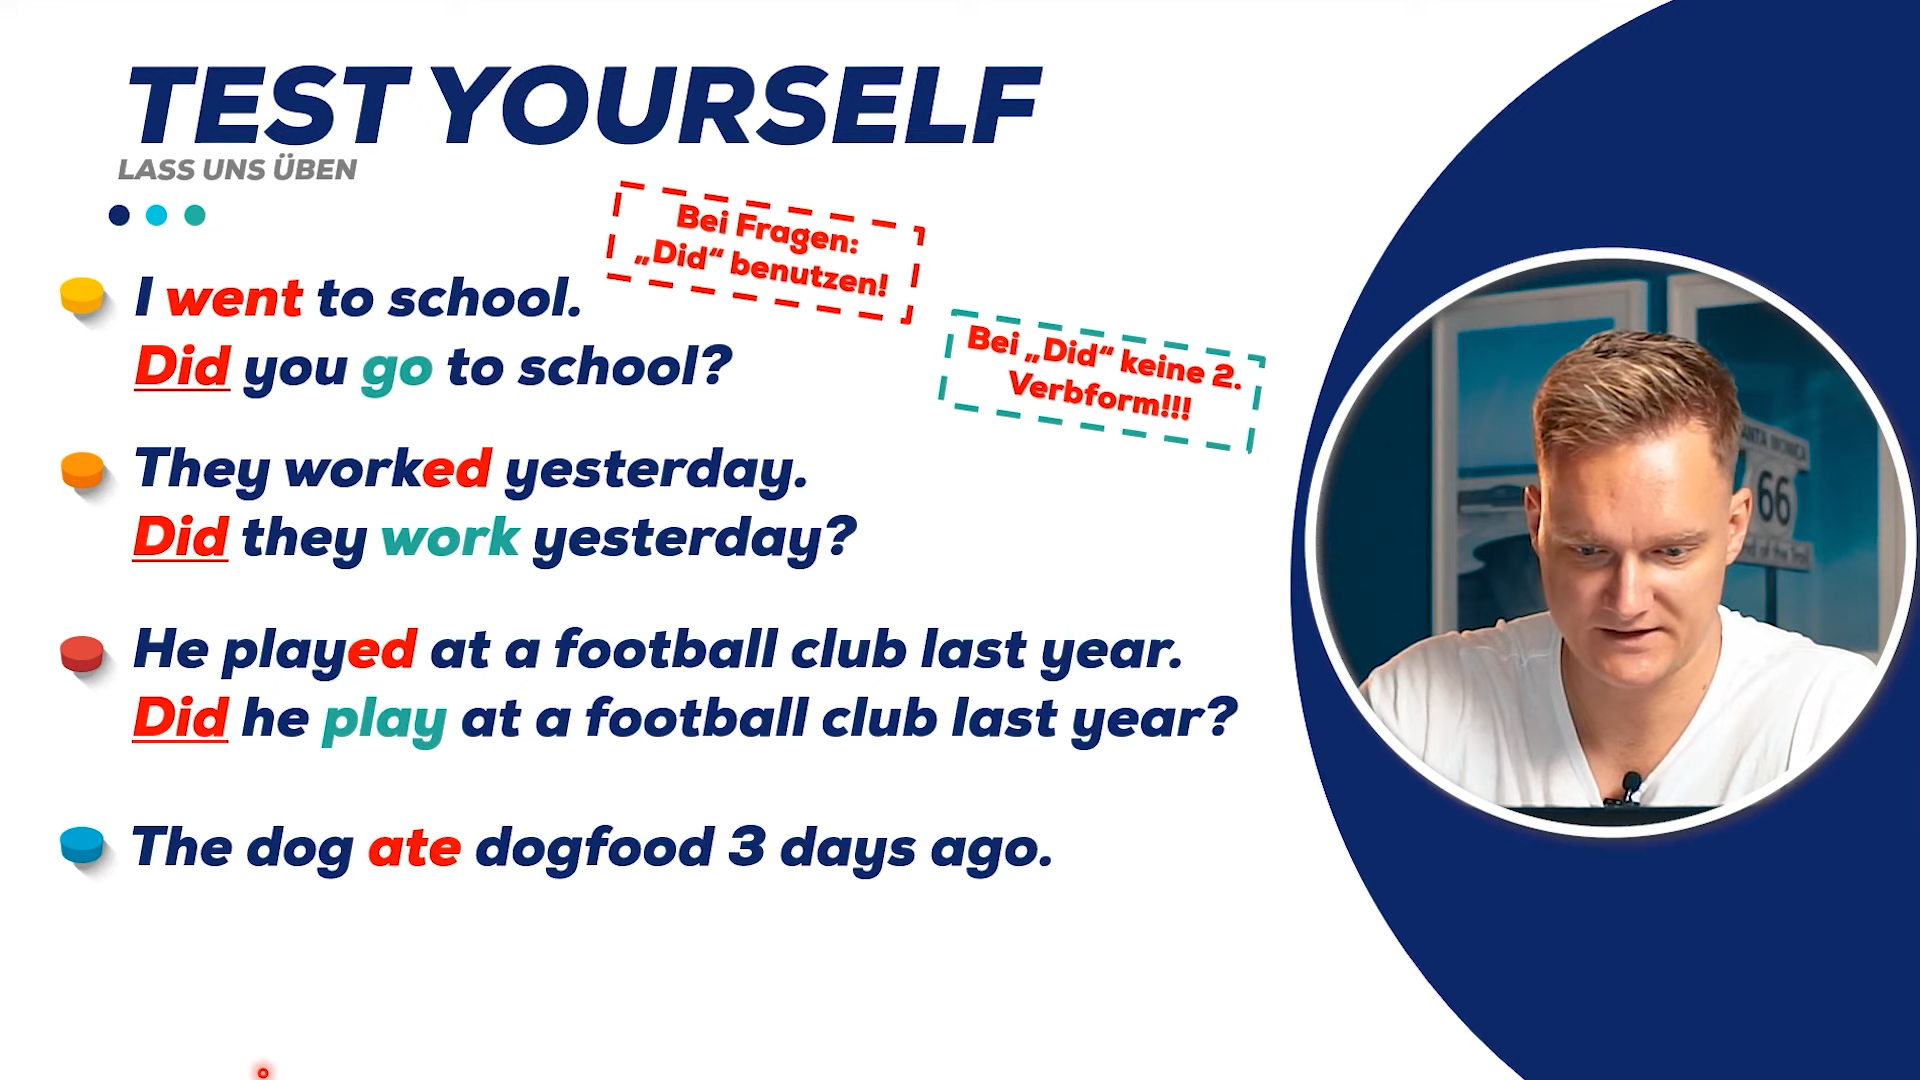 TEST YOURSELF
LASS UNS ÜBEN
Bei Fragen:
„Did“ benutzen!
I went to school.
Did you go to school?
Bei „Did“ keine 2.
Verbform!!!
They worked yesterday.
Did they work yesterday?
He played at a football club last year.
Did he play at a football club last year?
The dog ate dogfood 3 days ago.
66